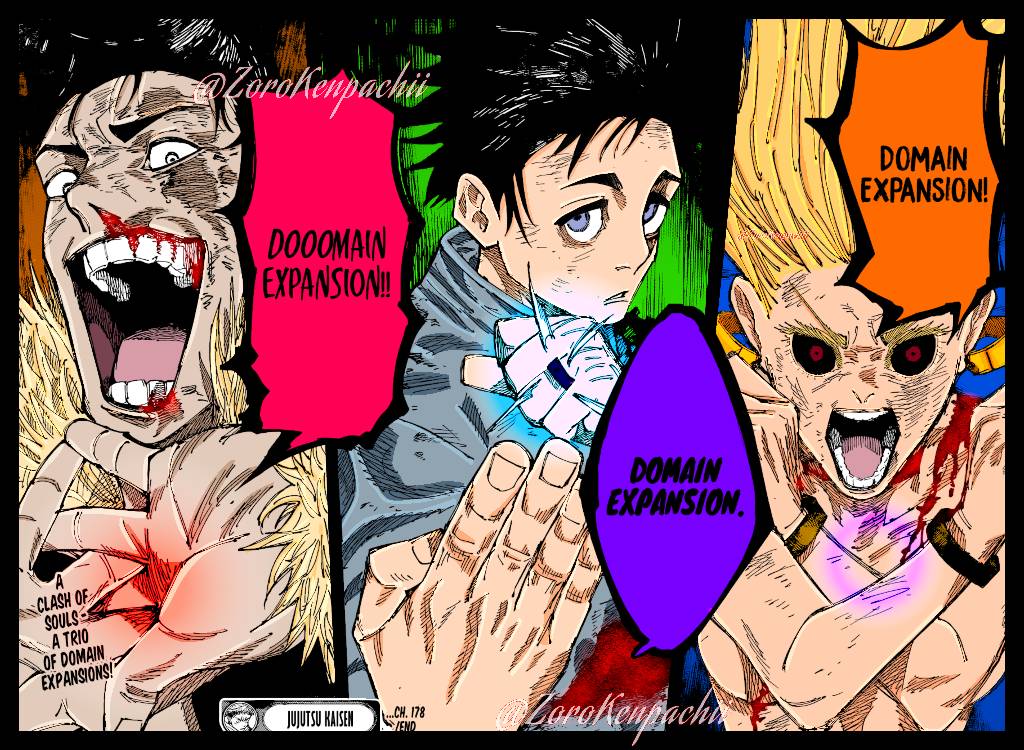 @ZoroKenpachii
DOOOMAIN
EXPANSION!!
DOMAIN
EXPANSION.
DOMAIN
EXPANSION!
A
CLASH OF
SOULS -
A TRIO
OF DOMAIN
EXPANSIONS!
JUJUTSU KAISEN
...CH. 178
/END
@ZoroKenpachii